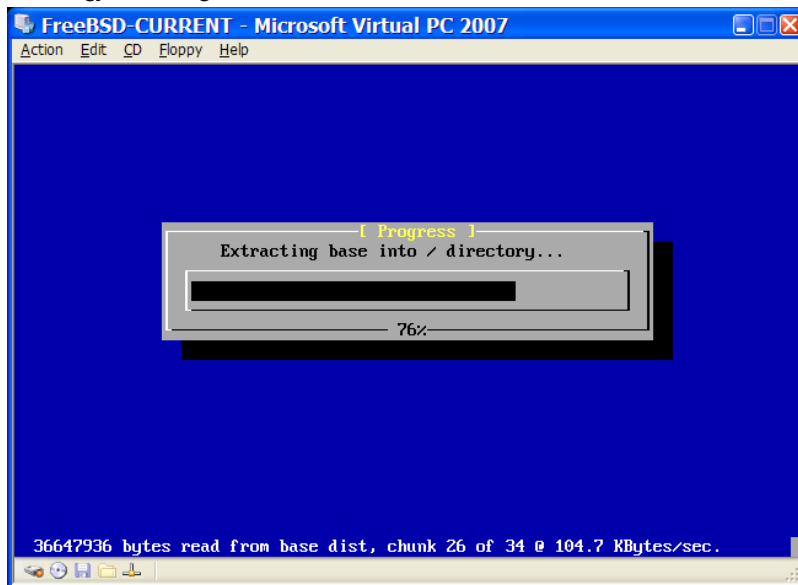 FreeBSD-CURRENT - Microsoft Virtual PC 2007
Action Edit CD Floppy Help
[ Progress ]
Extracting base into / directory...
76%
36647936 bytes read from base dist, chunk 26 of 34 @ 104.7 KBytes/sec.